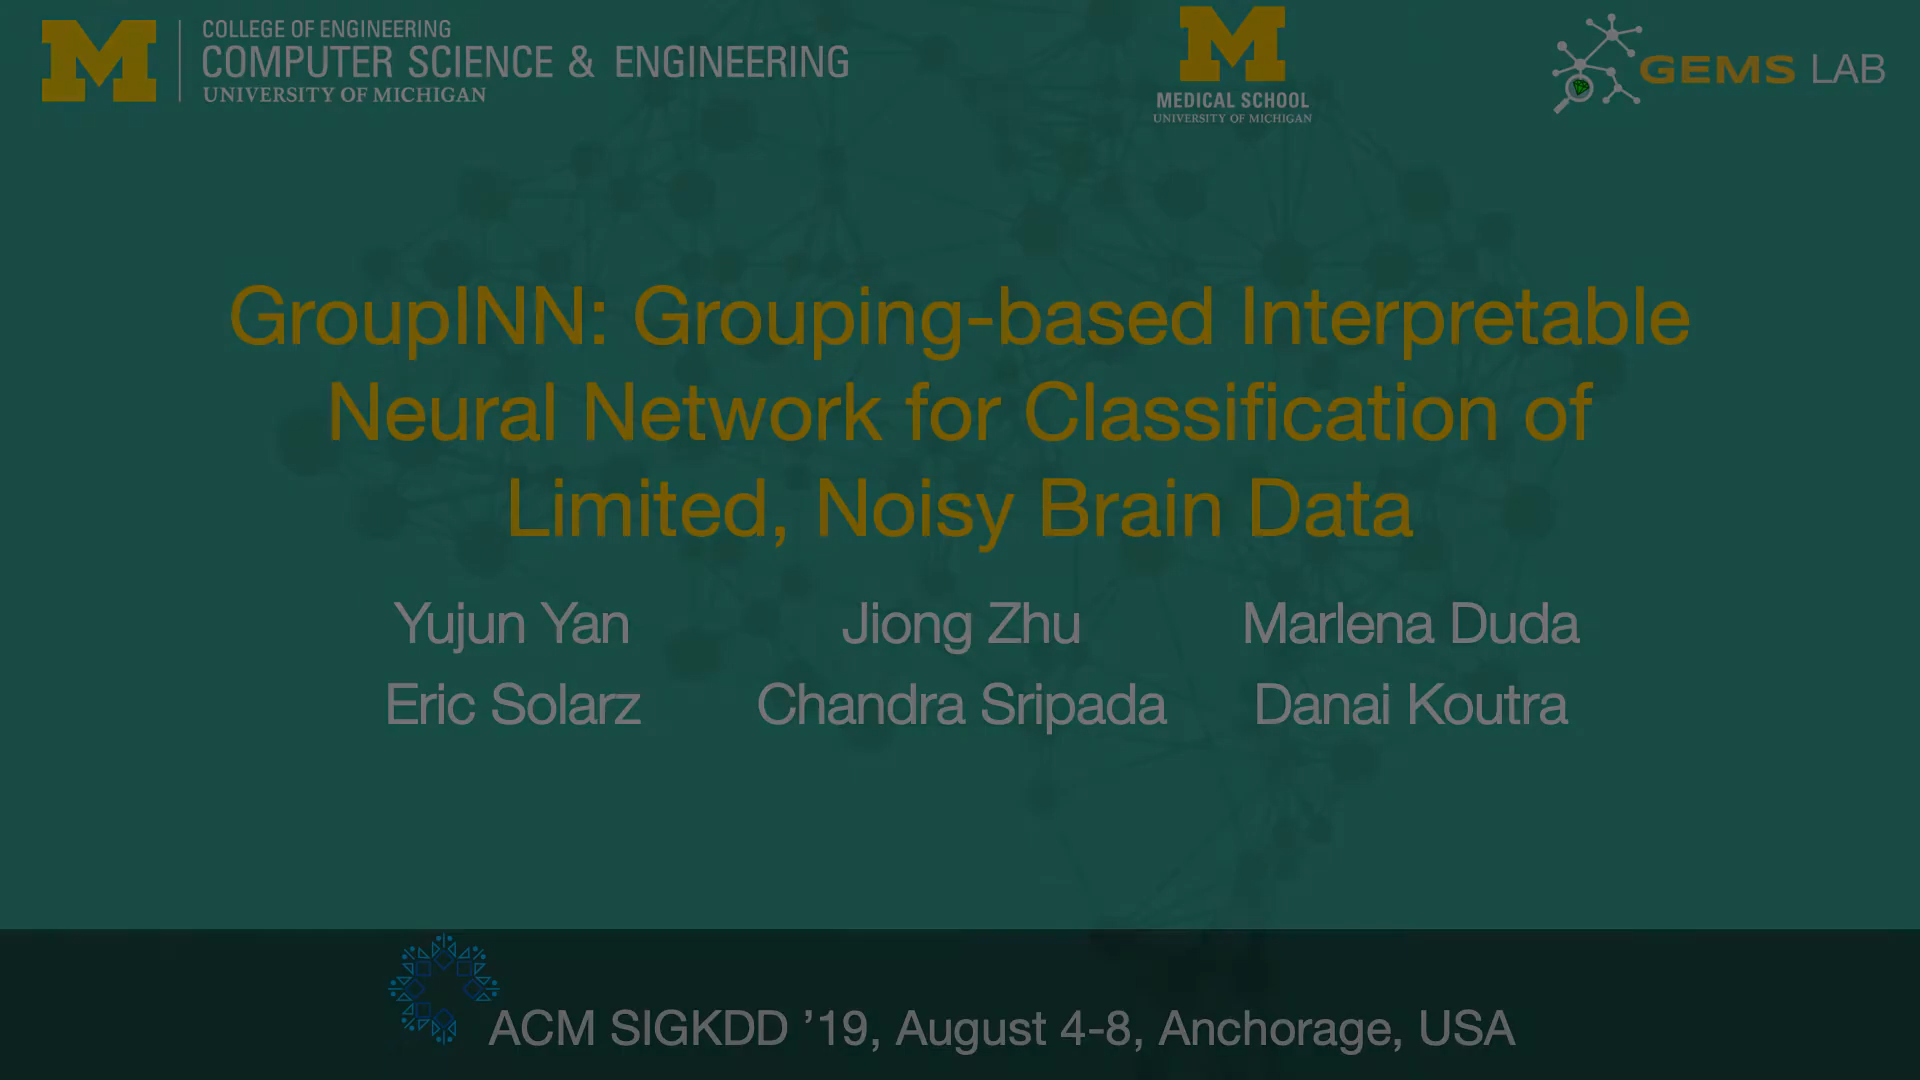 COLLEGE OF ENGINEERING
COMPUTER SCIENCE & ENGINEERING
UNIVERSITY OF MICHIGAN
MEDICAL SCHOOL
UNIVERSITY OF MICHIGAN
GEMS LAB
GroupINN: Grouping-based Interpretable
Neural Network for Classification of
Limited, Noisy Brain Data
Yujun Yan Jiong Zhu Marlena Duda
Eric Solarz Chandra Sripada Danai Koutra
ACM SIGKDD ’19, August 4-8, Anchorage, USA